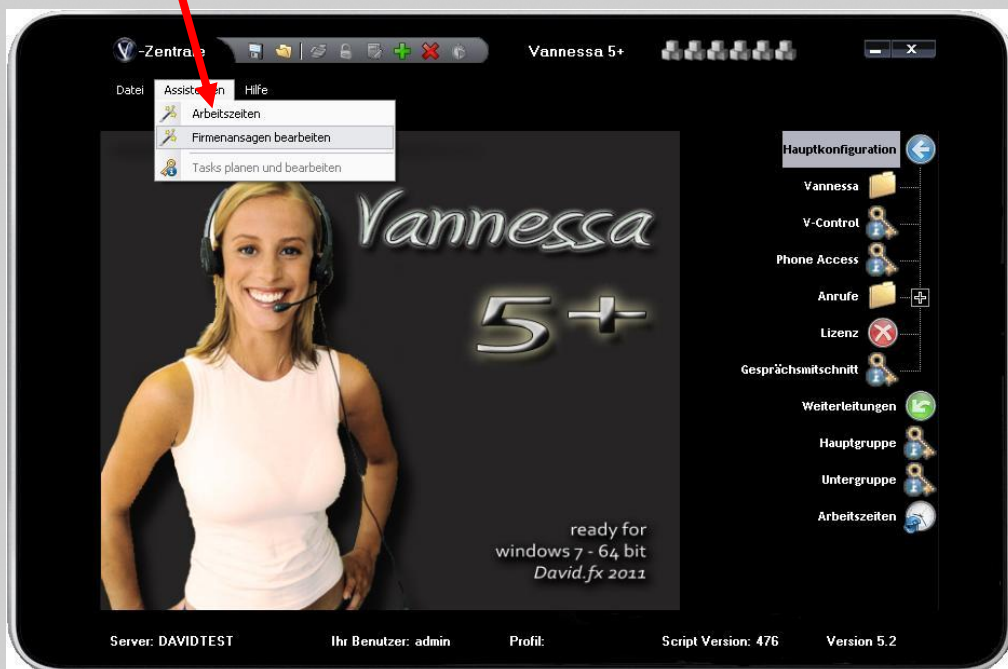 V -Zentrale
Vannessa 5+
Datei Assistenten Hilfe
Arbeitszeiten
Firmenansagen bearbeiten
Tasks planen und bearbeiten
Vannessa
5+
ready for
windows 7 - 64 bit
David.fx 2011
Hauptkonfiguration
Vannessa
V-Control
Phone Access
Anrufe
Lizenz
Gesprächsmitschnitt
Weiterleitungen
Hauptgruppe
Untergruppe
Arbeitszeiten
Server: DAVIDTEST Ihr Benutzer: admin Profil: Script Version: 476 Version 5.2